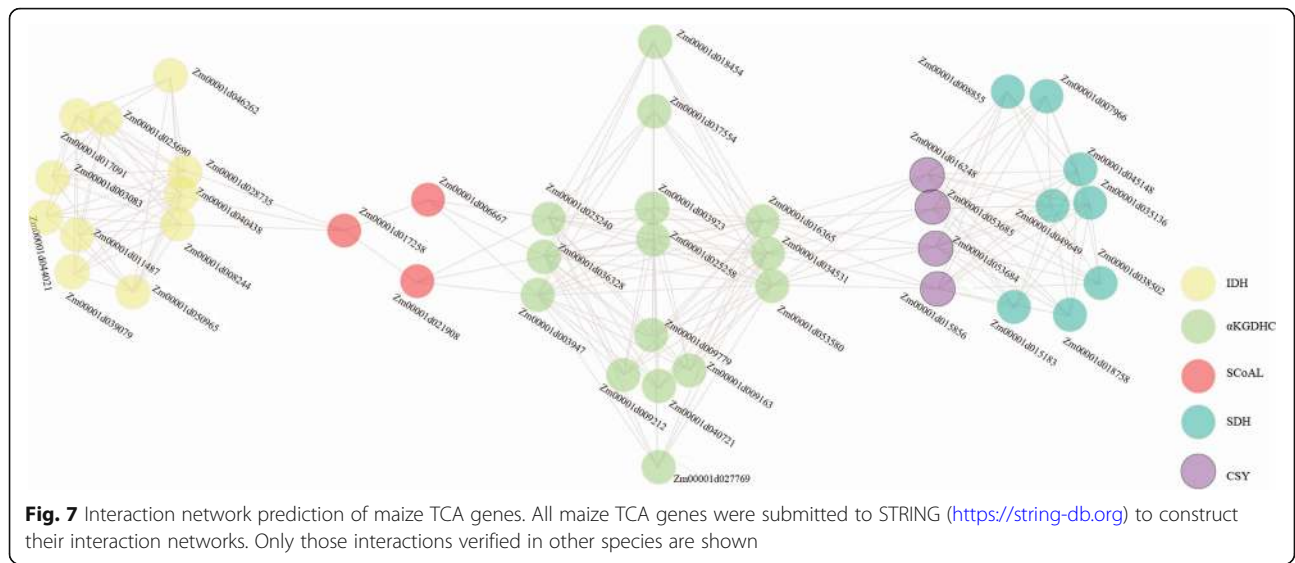 Zm00001d018454
Zm00001d046262
Zm00001d037554
Zm00001d008855
Zm00001d007966
Zm00001d025690
Zm00001d017091
Zm00001d003083
Zm00001d028735
Zm00001d040438
Zm00001d044021
Zm00001d011487
Zm00001d008244
Zm00001d039079
Zm00001d050965
Zm00001d017258
Zm00001d006667
Zm00001d021908
Zm00001d025240
Zm00001d036328
Zm00001d003947
Zm00001d003923
Zm00001d025258
Zm00001d016365
Zm00001d034531
Zm00001d053580
Zm00001d009779
Zm00001d009163
Zm00001d009212
Zm00001d040721
Zm00001d027769
Zm00001d016248
Zm00001d053685
Zm00001d053684
Zm00001d015856
Zm00001d045148
Zm00001d035136
Zm00001d049649
Zm00001d038502
Zm00001d015183
Zm00001d018758
IDH
αKGDHC
SCoAL
SDH
CSY
Fig. 7 Interaction network prediction of maize TCA genes. All maize TCA genes were submitted to STRING (https://string-db.org) to construct
their interaction networks. Only those interactions verified in other species are shown